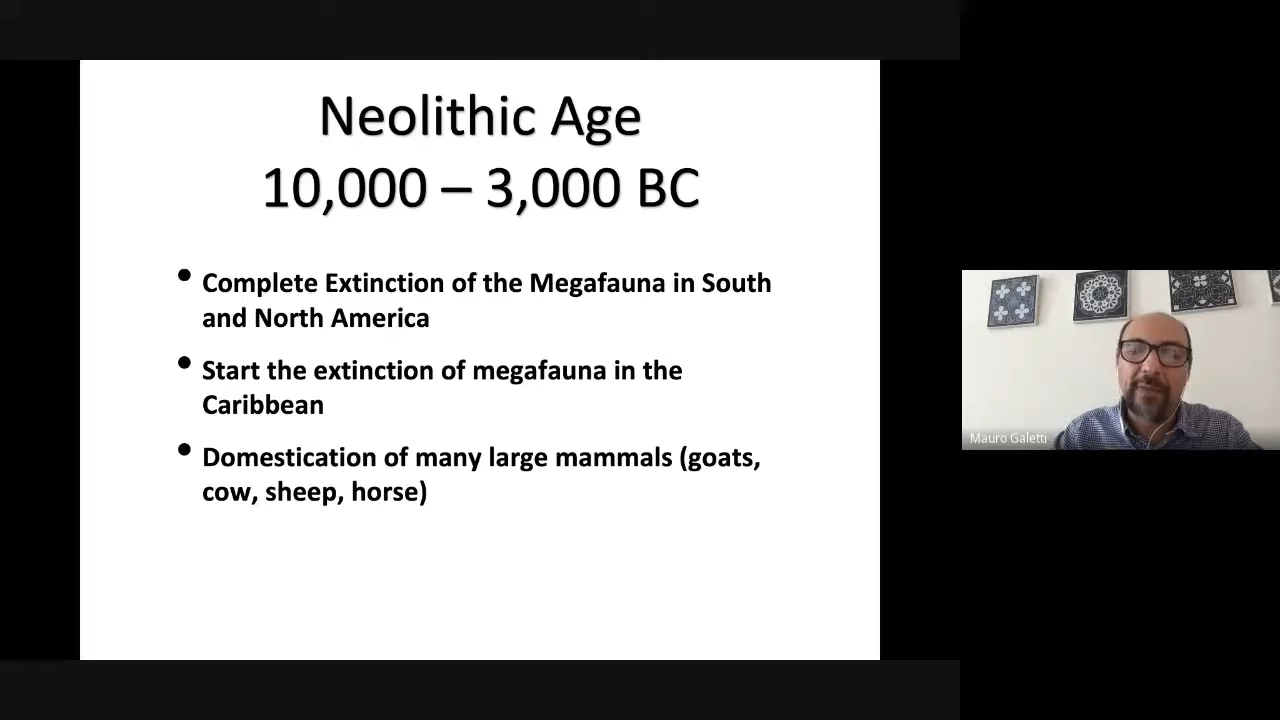 Neolithic Age
10,000 – 3,000 BC
• Complete Extinction of the Megafauna in South
and North America
• Start the extinction of megafauna in the
Caribbean
• Domestication of many large mammals (goats,
cow, sheep, horse)
Mauro Galetti